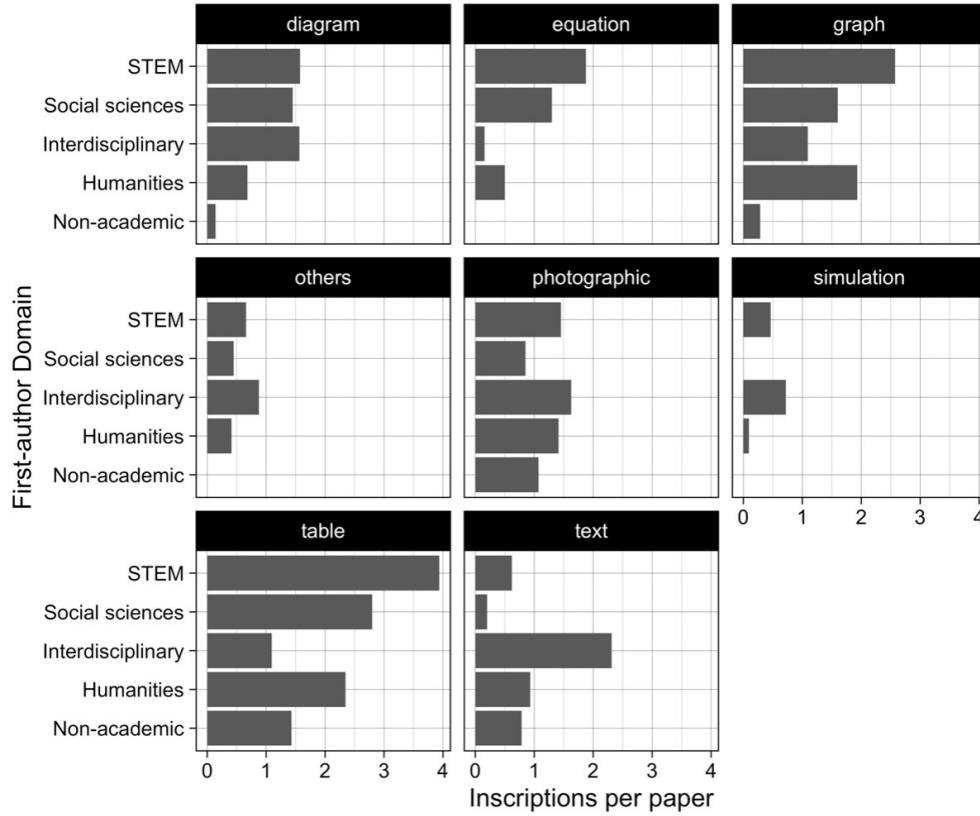 diagram
equation
graph
STEM
Social sciences
Interdisciplinary
Humanities
Non-academic
others
photographic
simulation
STEM
Social sciences
Interdisciplinary
Humanities
Non-academic
0 1 2 3 4
table
text
STEM
Social sciences
Interdisciplinary
Humanities
Non-academic
0 1 2 3 4
0 1 2 3 4
Inscriptions per paper
First-author Domain